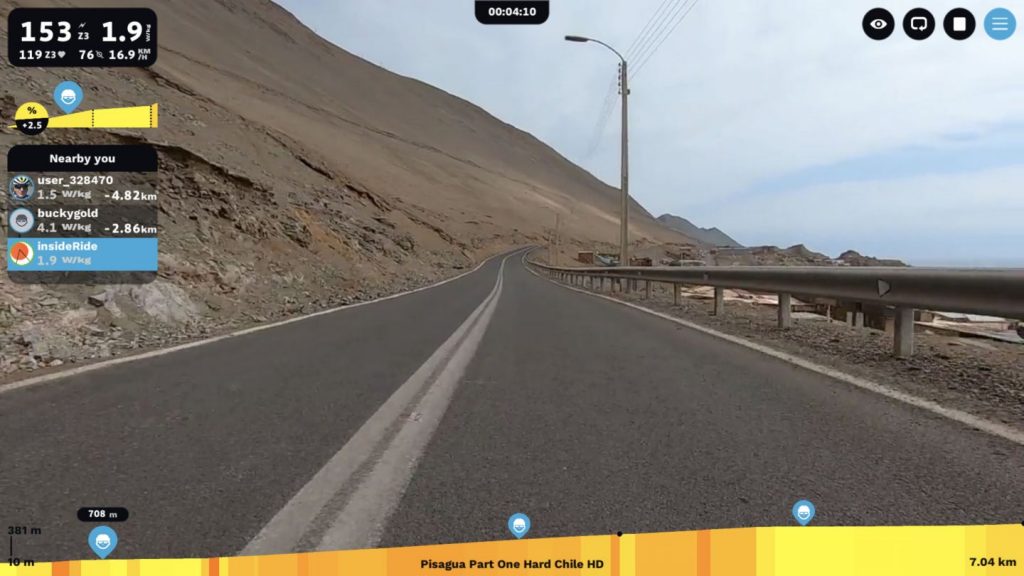 153 Z3 1.9 Pw/W
119 Z3 76 16.9 KM/H
00:04:10
%
+2.5
Nearby you
user_328470
1.5 W/kg -4.82km
buckygold
4.1 W/kg -2.86km
insideRide
1.9 W/kg
708 m
381 m
10 m
Pisagua Part One Hard Chile HD
7.04 km